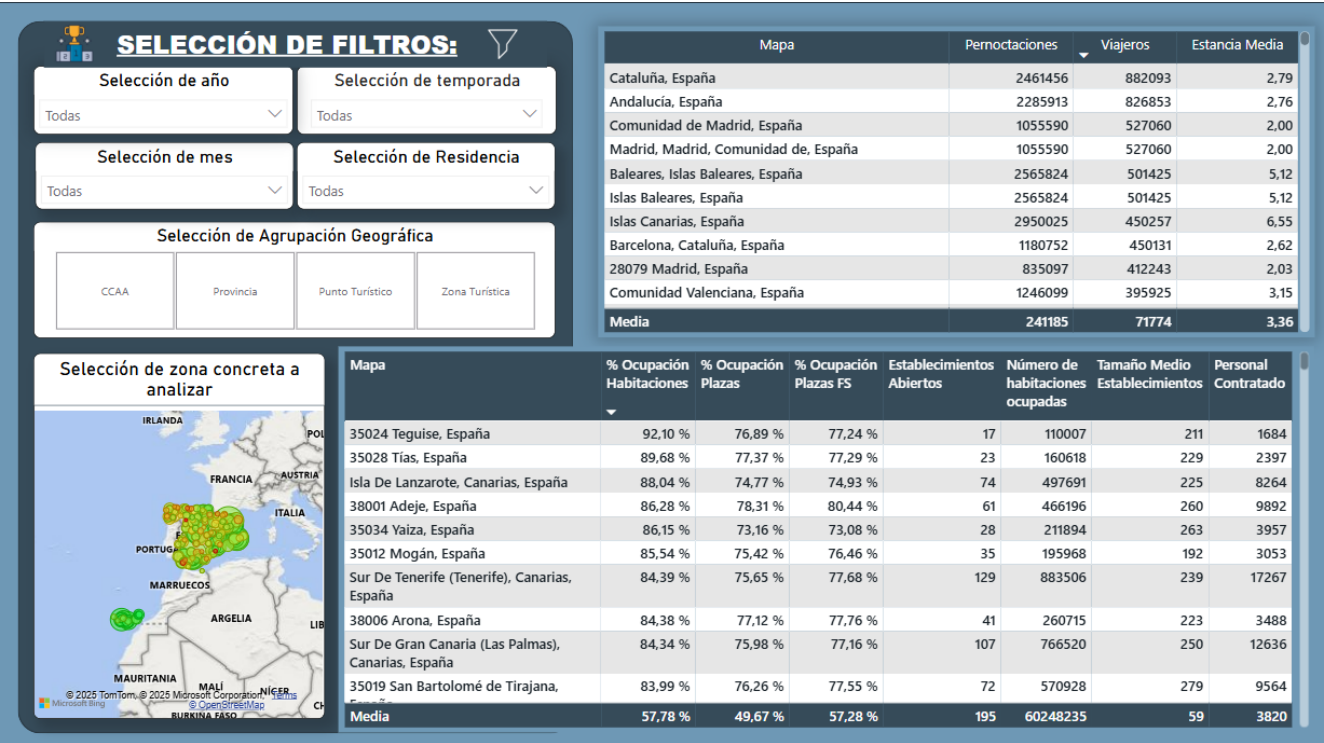 SELECCIÓN DE FILTROS:
Selección de año
Todas
Selección de temporada
Todas
Selección de mes
Todas
Selección de Residencia
Todas
Selección de Agrupación Geográfica
CCAA Provincia Punto Turístico Zona Turística
Mapa Pernoctaciones Viajeros Estancia Media
Cataluña, España 2461456 882093 2,79
Andalucía, España 2285913 826853 2,76
Comunidad de Madrid, España 1055590 527060 2,00
Madrid, Madrid, Comunidad de, España 1055590 527060 2,00
Baleares, Islas Baleares, España 2565824 501425 5,12
Islas Baleares, España 2565824 501425 5,12
Islas Canarias, España 2950025 450257 6,55
Barcelona, Cataluña, España 1180752 450131 2,62
28079 Madrid, España 835097 412243 2,03
Comunidad Valenciana, España 1246099 395925 3,15
Media 241185 71774 3,36
Selección de zona concreta a
analizar
IRLANDA
POL
FRANCIA
AUSTRIA
ITALIA
PORTUGA
MARRUECOS
ARGELIA
LIB
MAURITANIA
MALÍ
NÍGER
CH
BURKINA FASO
Microsoft Bing
© 2025 TomTom, © 2025 Microsoft Corporation, Terms
© OpenStreetMap
Mapa % Ocupación Habitaciones % Ocupación Plazas % Ocupación Plazas FS Establecimientos Abiertos Número de habitaciones ocupadas Tamaño Medio Establecimientos Personal Contratado
35024 Teguise, España 92,10 % 76,89 % 77,24 % 17 110007 211 1684
35028 Tías, España 89,68 % 77,37 % 77,29 % 23 160618 229 2397
Isla De Lanzarote, Canarias, España 88,04 % 74,77 % 74,93 % 74 497691 225 8264
38001 Adeje, España 86,28 % 78,31 % 80,44 % 61 466196 260 9892
35034 Yaiza, España 86,15 % 73,16 % 73,08 % 28 211894 263 3957
35012 Mogán, España 85,54 % 75,42 % 76,46 % 35 195968 192 3053
Sur De Tenerife (Tenerife), Canarias, 84,39 % 75,65 % 77,68 % 129 883506 239 17267
España
38006 Arona, España 84,38 % 77,12 % 77,76 % 41 260715 223 3488
Sur De Gran Canaria (Las Palmas), 84,34 % 75,98 % 77,16 % 107 766520 250 12636
Canarias, España
35019 San Bartolomé de Tirajana, 83,99 % 76,26 % 77,55 % 72 570928 279 9564
Media 57,78 % 49,67 % 57,28 % 195 60248235 59 3820